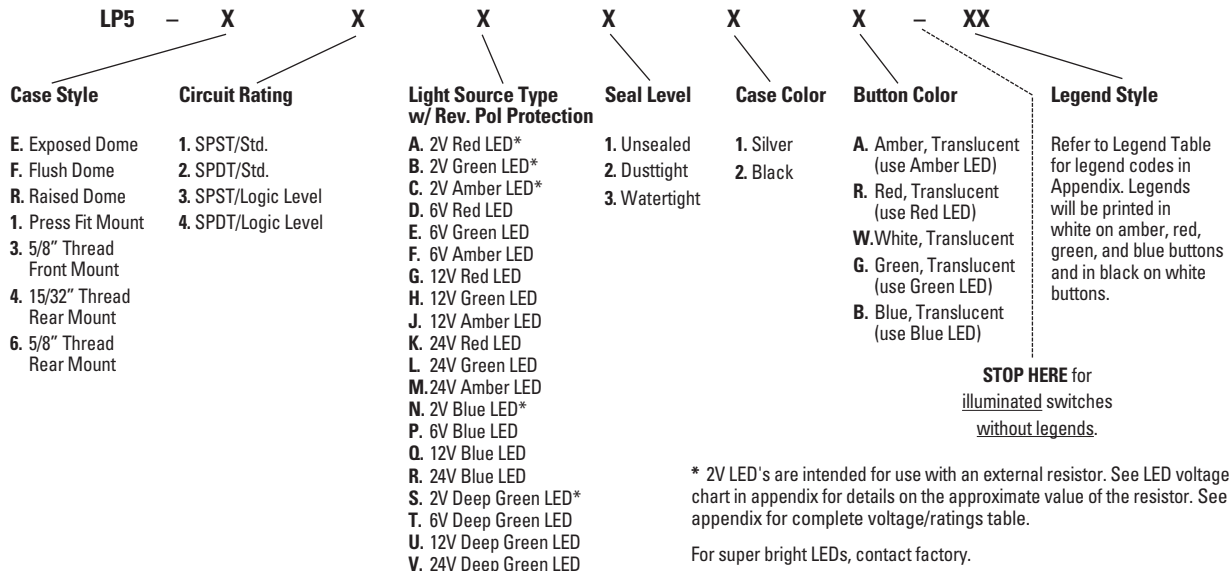 LP5 – X X X X X X – XX
Case Style
E. Exposed Dome
F. Flush Dome
R. Raised Dome
1. Press Fit Mount
3. 5/8″ Thread
Front Mount
4. 15/32″ Thread
Rear Mount
6. 5/8″ Thread
Rear Mount
Circuit Rating
1. SPST/Std.
2. SPDT/Std.
3. SPST/Logic Level
4. SPDT/Logic Level
Light Source Type
w/ Rev. Pol Protection
A. 2V Red LED*
B. 2V Green LED*
C. 2V Amber LED*
D. 6V Red LED
E. 6V Green LED
F. 6V Amber LED
G. 12V Red LED
H. 12V Green LED
J. 12V Amber LED
K. 24V Red LED
L. 24V Green LED
M.24V Amber LED
N. 2V Blue LED*
P. 6V Blue LED
Q. 12V Blue LED
R. 24V Blue LED
S. 2V Deep Green LED*
T. 6V Deep Green LED
U. 12V Deep Green LED
V. 24V Deep Green LED
Seal Level
1. Unsealed
2. Dusttight
3. Watertight
Case Color
1. Silver
2. Black
Button Color
A. Amber, Translucent
(use Amber LED)
R. Red, Translucent
(use Red LED)
W.White, Translucent
G. Green, Translucent
(use Green LED)
B. Blue, Translucent
(use Blue LED)
Legend Style
Refer to Legend Table
for legend codes in
Appendix. Legends
will be printed in
white on amber, red,
green, and blue buttons
and in black on white
buttons.
STOP HERE for
illuminated switches
without legends.
* 2V LED's are intended for use with an external resistor. See LED voltage
chart in appendix for details on the approximate value of the resistor. See
appendix for complete voltage/ratings table.
For super bright LEDs, contact factory.